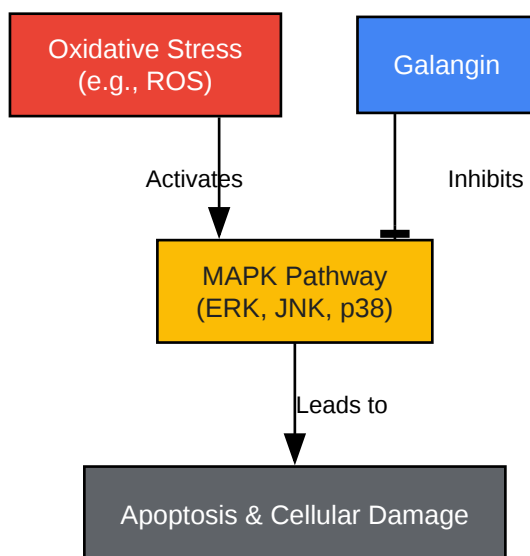 Oxidative Stress
(e.g., ROS)
Galangin
Activates
Inhibits
MAPK Pathway
(ERK, JNK, p38)
Leads to
Apoptosis & Cellular Damage